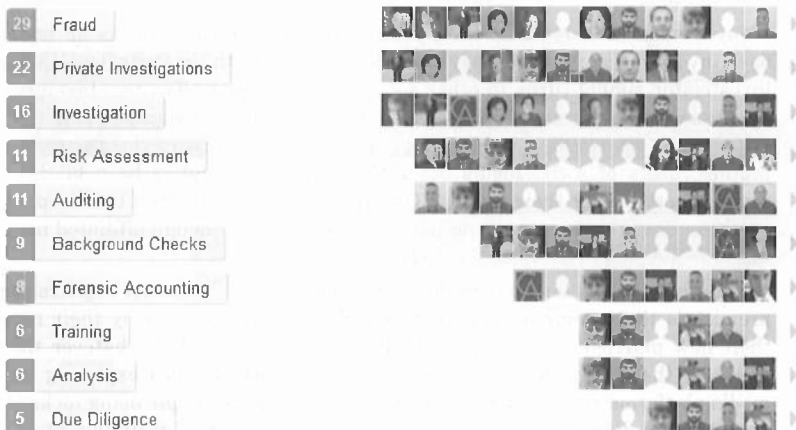 29 Fraud
22 Private Investigations
16 Investigation
11 Risk Assessment
11 Auditing
9 Background Checks
8 Forensic Accounting
6 Training
6 Analysis
5 Due Diligence